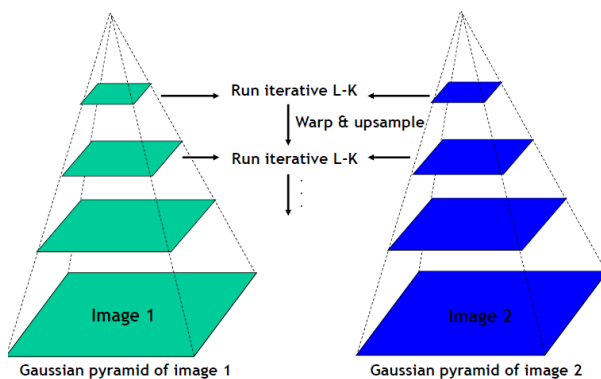 Run iterative L-K
Warp & upsample
Run iterative L-K
.
.
.
Image 1
Image 2
Gaussian pyramid of image 1
Gaussian pyramid of image 2